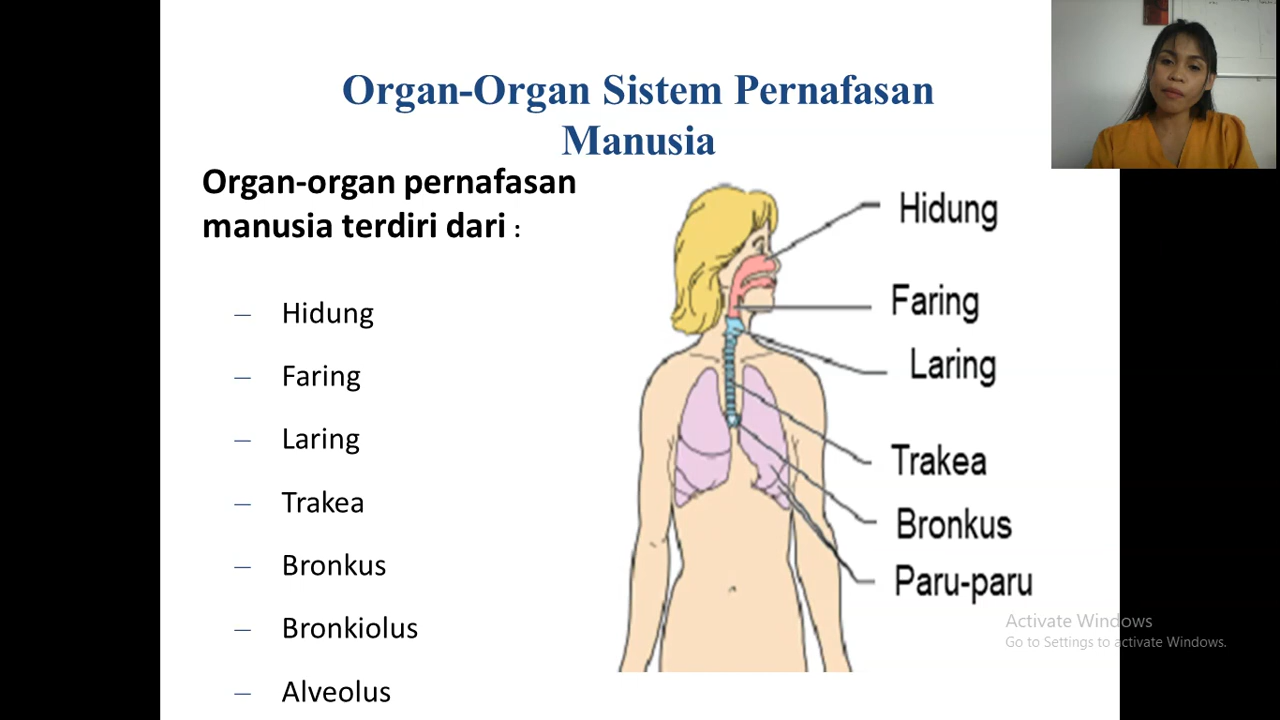 Organ-Organ Sistem Pernafasan
Manusia
Organ-organ pernafasan
manusia terdiri dari :
– Hidung
– Faring
– Laring
– Trakea
– Bronkus
– Bronkiolus
– Alveolus
Hidung
Faring
Laring
Trakea
Bronkus
Paru-paru
Activate Windows
Go to Settings to activate Windows.